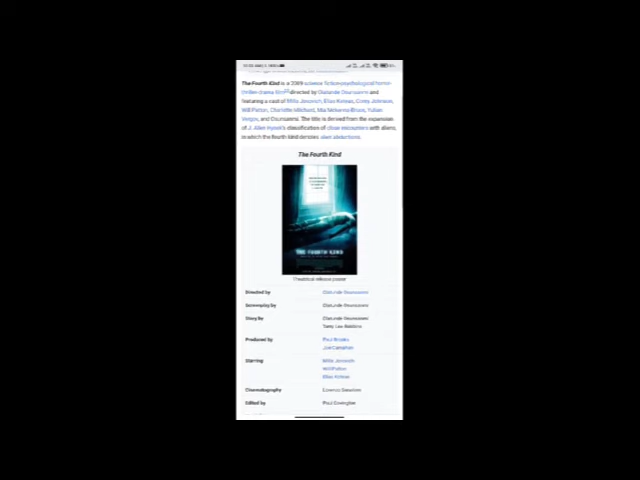 The Fourth Kind is a 2009 science fiction psychological horror
thriller drama film directed by Olatunde Osunsanmi and
featuring a cast of Milla Jovovich, Elias Koteas, Corey Johnson,
Will Patton, Charlotte Milchard, Mia McKenna-Bruce, Yulian
Vergov, and Osunsanmi. The title is derived from the expansion
of J. Allen Hynek's classification of close encounters with aliens,
in which the fourth kind denotes alien abductions.
The Fourth Kind
THE FOURTH KIND
Theatrical release poster
Directed by Olatunde Osunsanmi
Screenplay by Olatunde Osunsanmi
Story by Olatunde Osunsanmi
Terry Lee Robbins
Produced by Paul Brooks
Joe Carnahan
Starring Milla Jovovich
Will Patton
Elias Koteas
Cinematography Lorenzo Senatore
Edited by Paul Covington